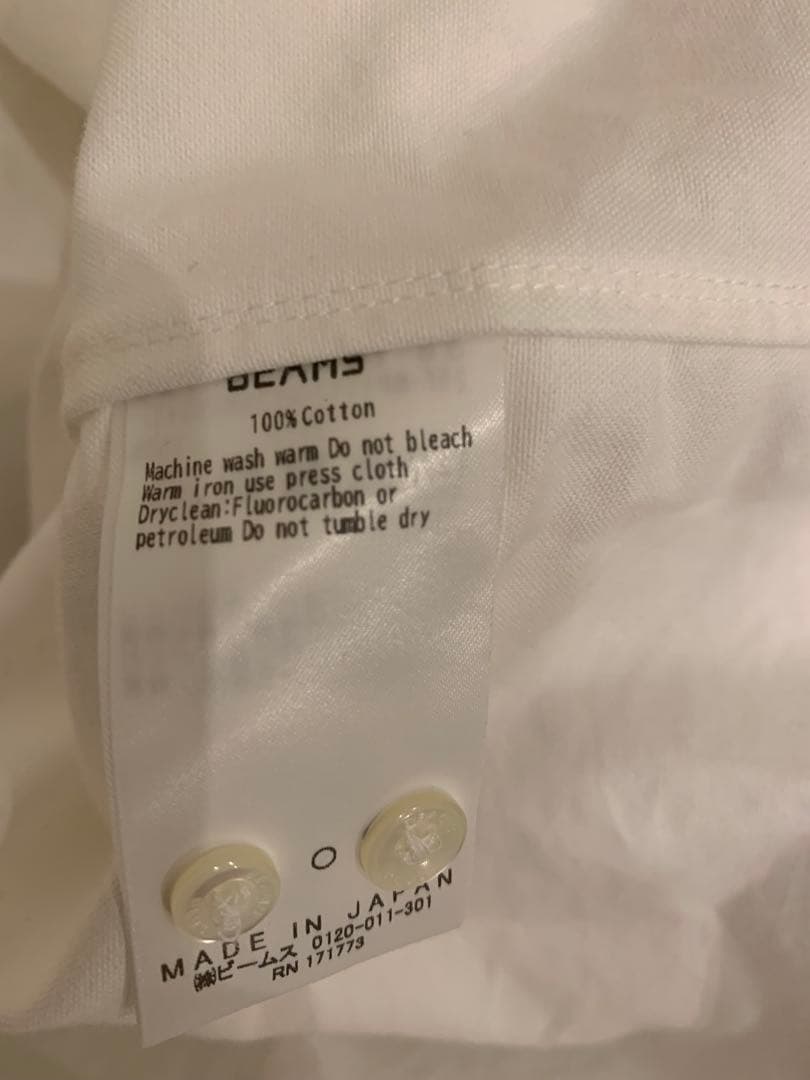 BEAMS
100%Cotton
Machine wash warm Do not bleach
Warm iron use press cloth
Dryclean:Fluorocarbon or
petroleum Do not tumble dry
MADE IN JAPAN
㈱ビームス 0120-011-301
RN 171773